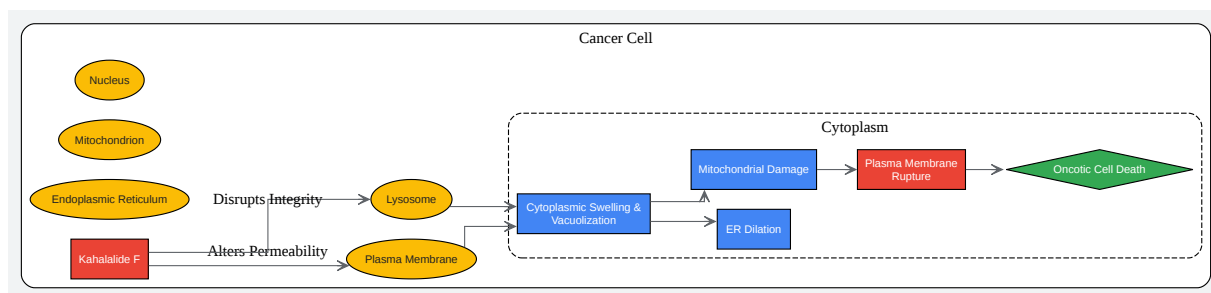 Cancer Cell
Nucleus
Mitochondrion
Endoplasmic Reticulum
Kahalalide F
Disrupts Integrity
Alters Permeability
Lysosome
Plasma Membrane
Cytoplasm
Cytoplasmic Swelling &
Vacuolization
Mitochondrial Damage
ER Dilation
Plasma Membrane
Rupture
Oncotic Cell Death